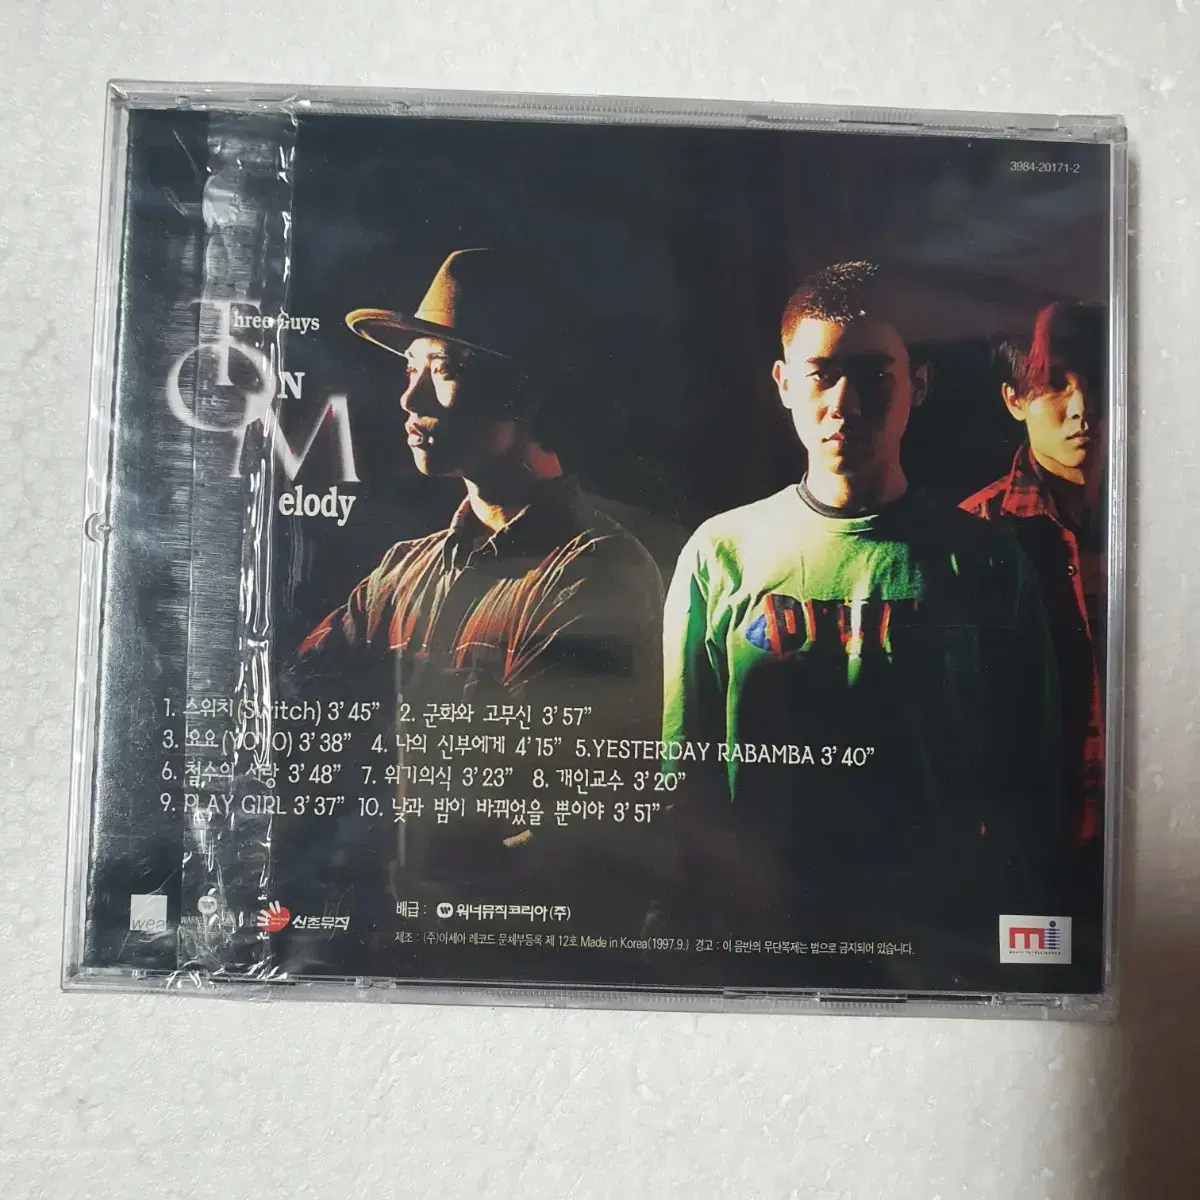 3984-20171-2
Three Guys
ON
Melody
1. 스위치(Switch) 3'45" 2. 군화와 고무신 3'57"
3. 요요(YOYO) 3'38" 4. 나의 신부에게 4'15" 5.YESTERDAY RABAMBA 3'40"
6. 철수의 사랑 3'48" 7. 위기의식 3'23" 8. 개인교수 3'20"
9. PLAY GIRL 3'37" 10. 낮과 밤이 바뀌었을 뿐이야 3'51"
wea
신촌뮤직
배급 : 워너뮤직코리아(주)
제조 : (주)이세아 레코드 문체부등록 제 12호 Made in Korea(1997.9.) 경고 : 이 음반의 무단복제는 법으로 금지되어 있습니다.
mi
MUSIC INTELLIGENCE